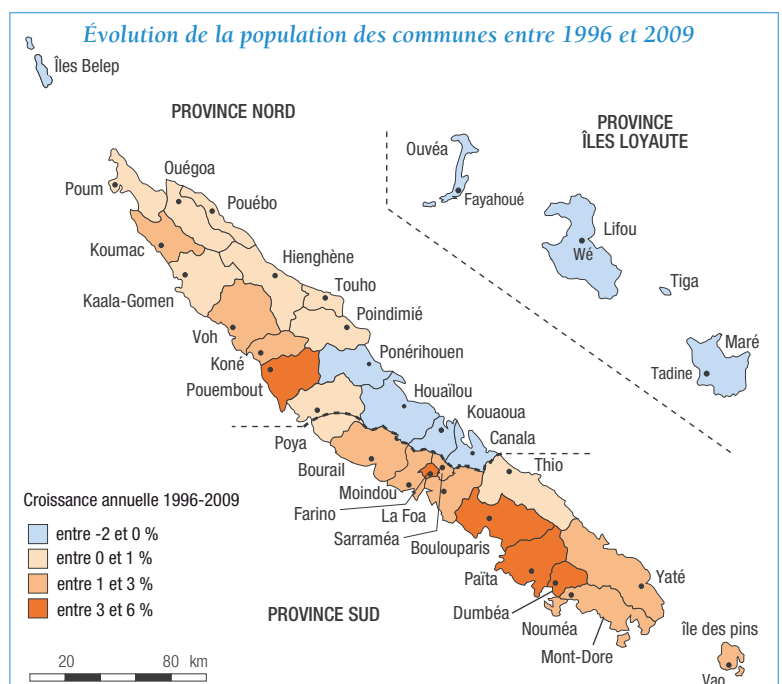 Évolution de la population des communes entre 1996 et 2009
Îles Belep
PROVINCE NORD
PROVINCE
ÎLES LOYAUTE
Ouvéa
Fayahoué
Lifou
Wé
Tiga
Maré
Tadine
Ouégoa
Poum
Pouébo
Koumac
Hienghène
Kaala-Gomen
Touho
Poindimié
Voh
Koné
Ponérihouen
Pouembout
Houaïlou
Kouaoua
Poya
Canala
Bourail
Thio
Moindou
Farino
La Foa
Sarraméa
Boulouparis
Païta
Yaté
Dumbéa
Nouméa
Mont-Dore
île des pins
Vao
PROVINCE SUD
Croissance annuelle 1996-2009
entre -2 et 0 %
entre 0 et 1 %
entre 1 et 3 %
entre 3 et 6 %
20 80 km